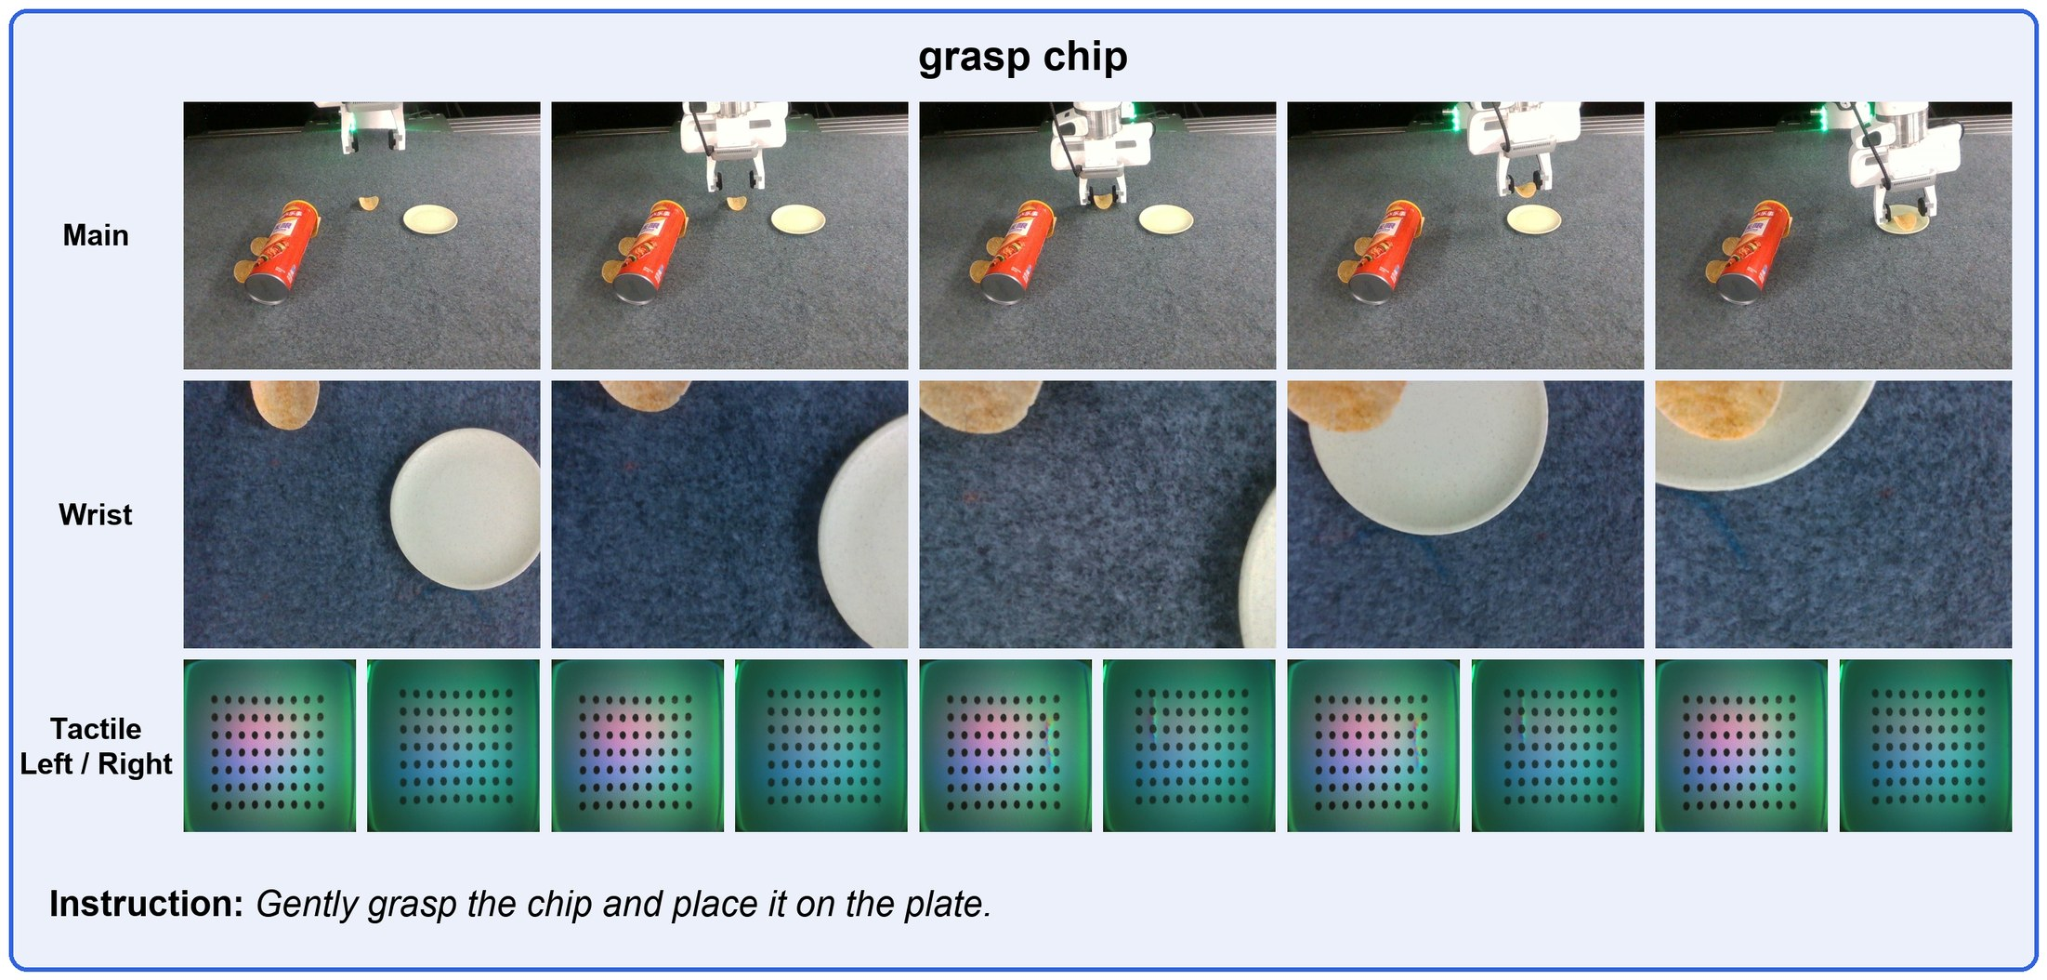 grasp chip
Main
Wrist
Tactile
Left / Right
Instruction: Gently grasp the chip and place it on the plate.